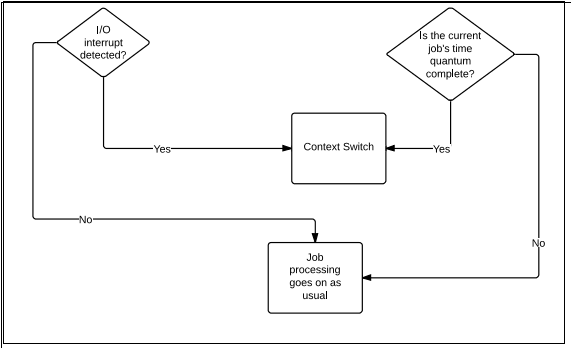 I/O
interrupt
detected?
Is the current
job's time
quantum
complete?
Context Switch
Yes
Yes
No
No
Job
processing
goes on as
usual